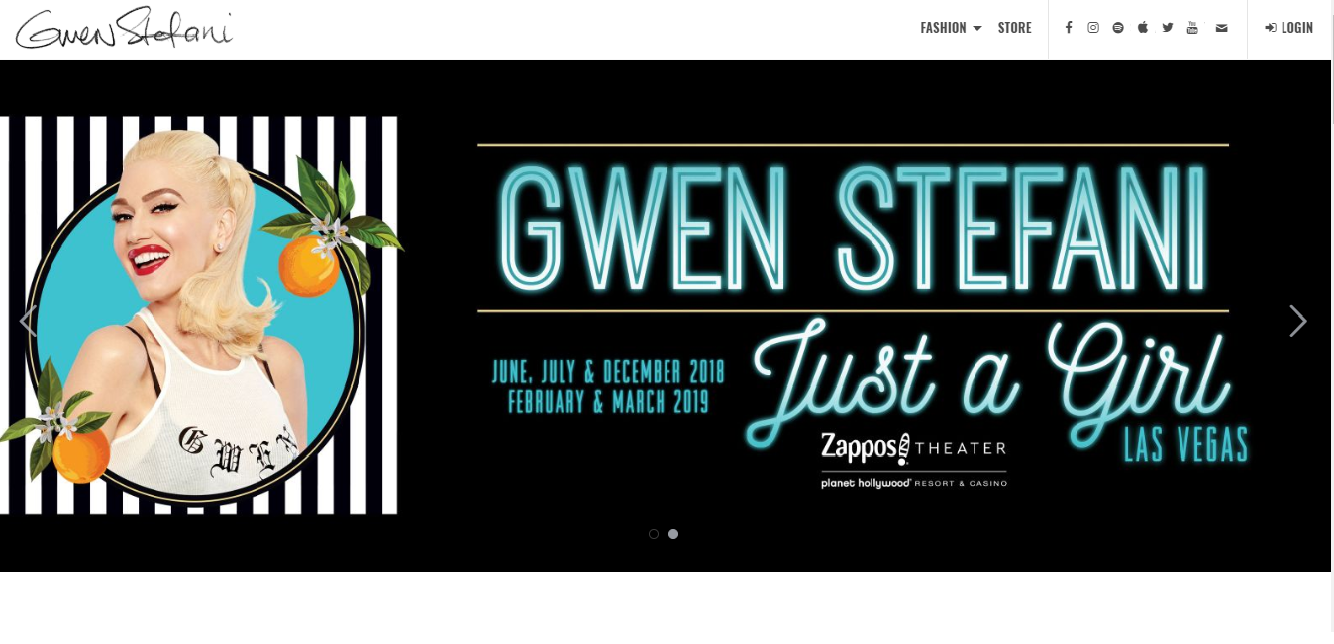 Gwen Stefani
FASHION STORE LOGIN
GWEN STEFANI
JUNE, JULY & DECEMBER 2018
FEBRUARY & MARCH 2019
Just a Girl
LAS VEGAS
Zappos THEATER
planet hollywood RESORT & CASINO
GWEN